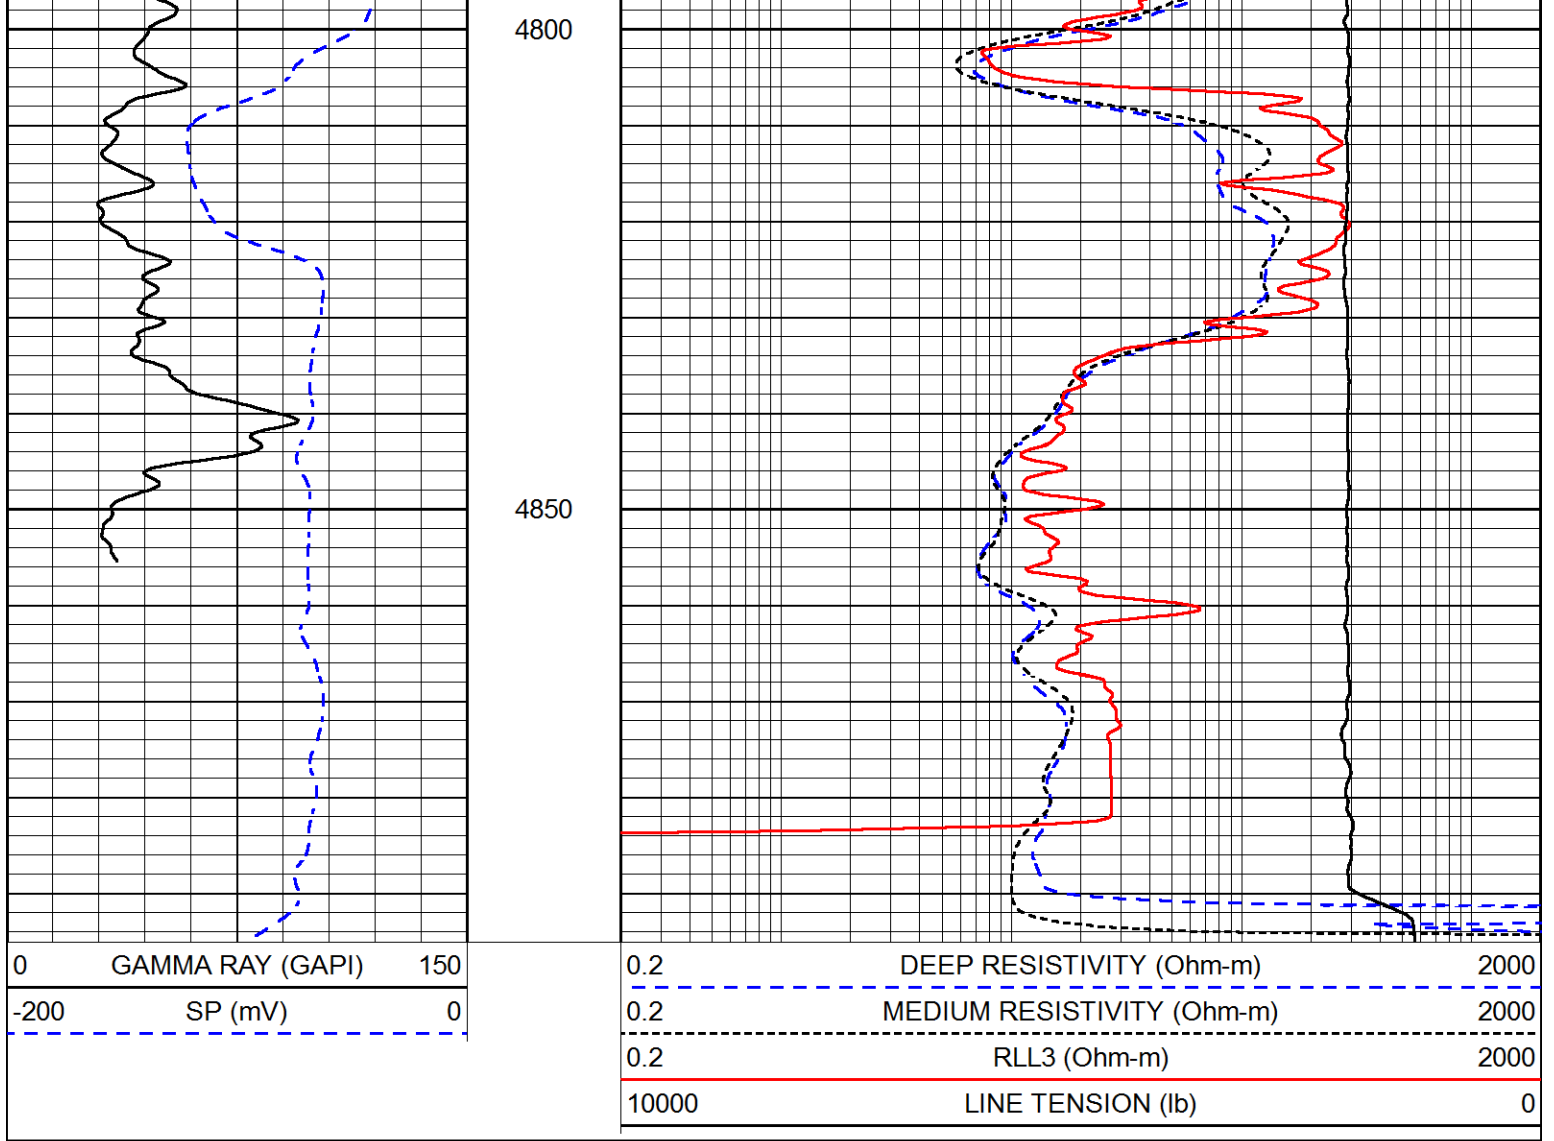 4800
4850
0 GAMMA RAY (GAPI) 150
-200 SP (mV) 0
0.2 DEEP RESISTIVITY (Ohm-m) 2000
0.2 MEDIUM RESISTIVITY (Ohm-m) 2000
0.2 RLL3 (Ohm-m) 2000
10000 LINE TENSION (lb) 0